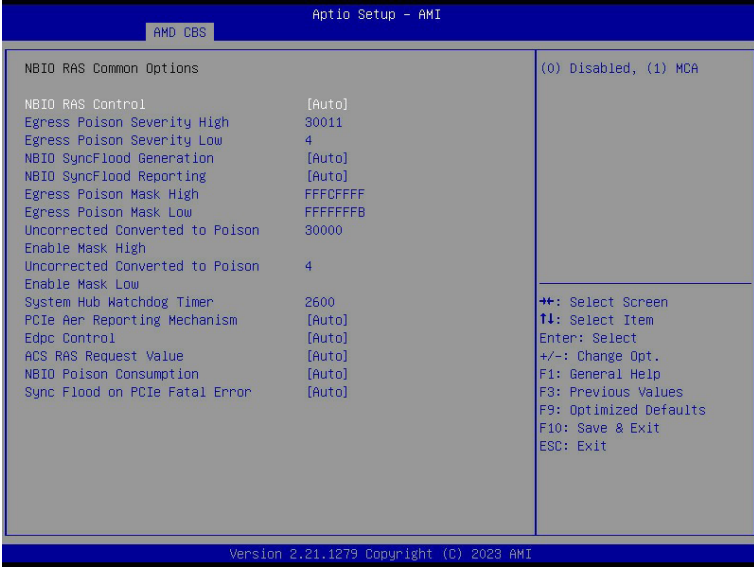 Aptio Setup - AMI
AMD CBS
NBIO RAS Common Options
NBIO RAS Control [Auto]
Egress Poison Severity High 30011
Egress Poison Severity Low 4
NBIO SyncFlood Generation [Auto]
NBIO SyncFlood Reporting [Auto]
Egress Poison Mask High FFFCFFFF
Egress Poison Mask Low FFFFFFFB
Uncorrected Converted to Poison 30000
Enable Mask High
Uncorrected Converted to Poison 4
Enable Mask Low
System Hub Watchdog Timer 2600
PCIe Aer Reporting Mechanism [Auto]
Edpc Control [Auto]
ACS RAS Request Value [Auto]
NBIO Poison Consumption [Auto]
Sync Flood on PCIe Fatal Error [Auto]
(0) Disabled, (1) MCA
→←: Select Screen
↑↓: Select Item
Enter: Select
+/-: Change Opt.
F1: General Help
F3: Previous Values
F9: Optimized Defaults
F10: Save & Exit
ESC: Exit
Version 2.21.1279 Copyright (C) 2023 AMI